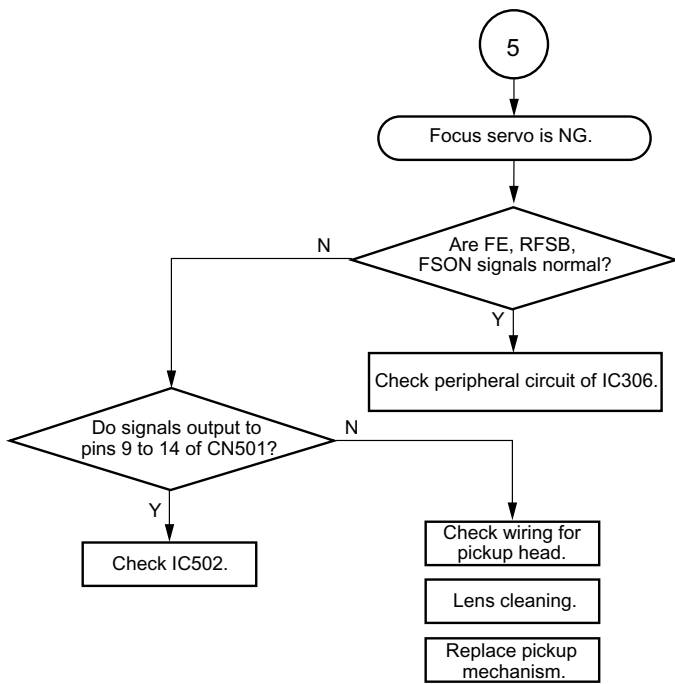 5
Focus servo is NG.
Are FE, RFSB,
FSON signals normal?
N
Y
Check peripheral circuit of IC306.
Do signals output to
pins 9 to 14 of CN501?
N
Y
Check IC502.
Check wiring for
pickup head.
Lens cleaning.
Replace pickup
mechanism.